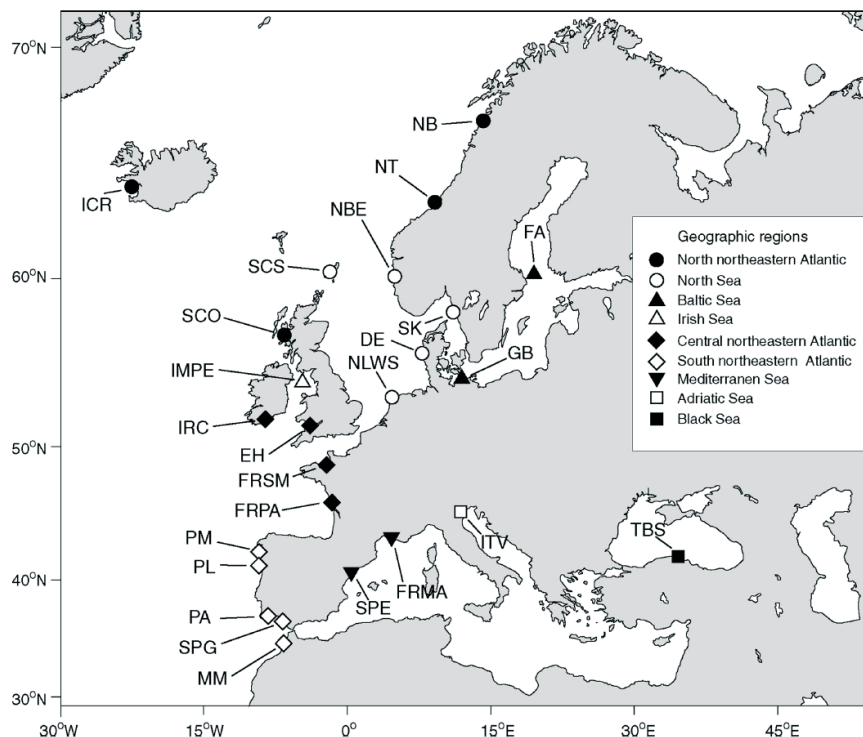 70°N
NB
NT
ICR
NBE
FA
SCS
60°N
SCO
SK
DE
GB
IMPE
NLWS
IRC
50°N
EH
FRSM
FRPA
PM
ITV
TBS
PL
40°N
FRMA
SPE
PA
SPG
MM
30°N
30°W
15°W
0°
15°E
30°E
45°E
Geographic regions
North northeastern Atlantic
North Sea
Baltic Sea
Irish Sea
Central northeastern Atlantic
South northeastern Atlantic
Mediterranen Sea
Adriatic Sea
Black Sea